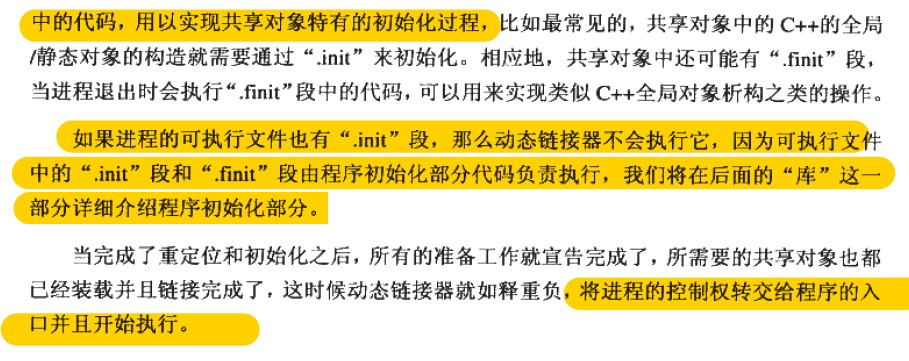 中的代码，用以实现共享对象特有的初始化过程，比如最常见的，共享对象中的 C++的全局
/静态对象的构造就需要通过“.init”来初始化。相应地，共享对象中还可能有“.finit”段，
当进程退出时会执行“.finit”段中的代码，可以用来实现类似 C++全局对象析构之类的操作。
如果进程的可执行文件也有“.init”段，那么动态链接器不会执行它，因为可执行文件
中的“.init”段和“.finit”段由程序初始化部分代码负责执行，我们将在后面的“库”这一
部分详细介绍程序初始化部分。
当完成了重定位和初始化之后，所有的准备工作就宣告完成了，所需要的共享对象也都
已经装载并且链接完成了，这时候动态链接器就如释重负，将进程的控制权转交给程序的入
口并且开始执行。